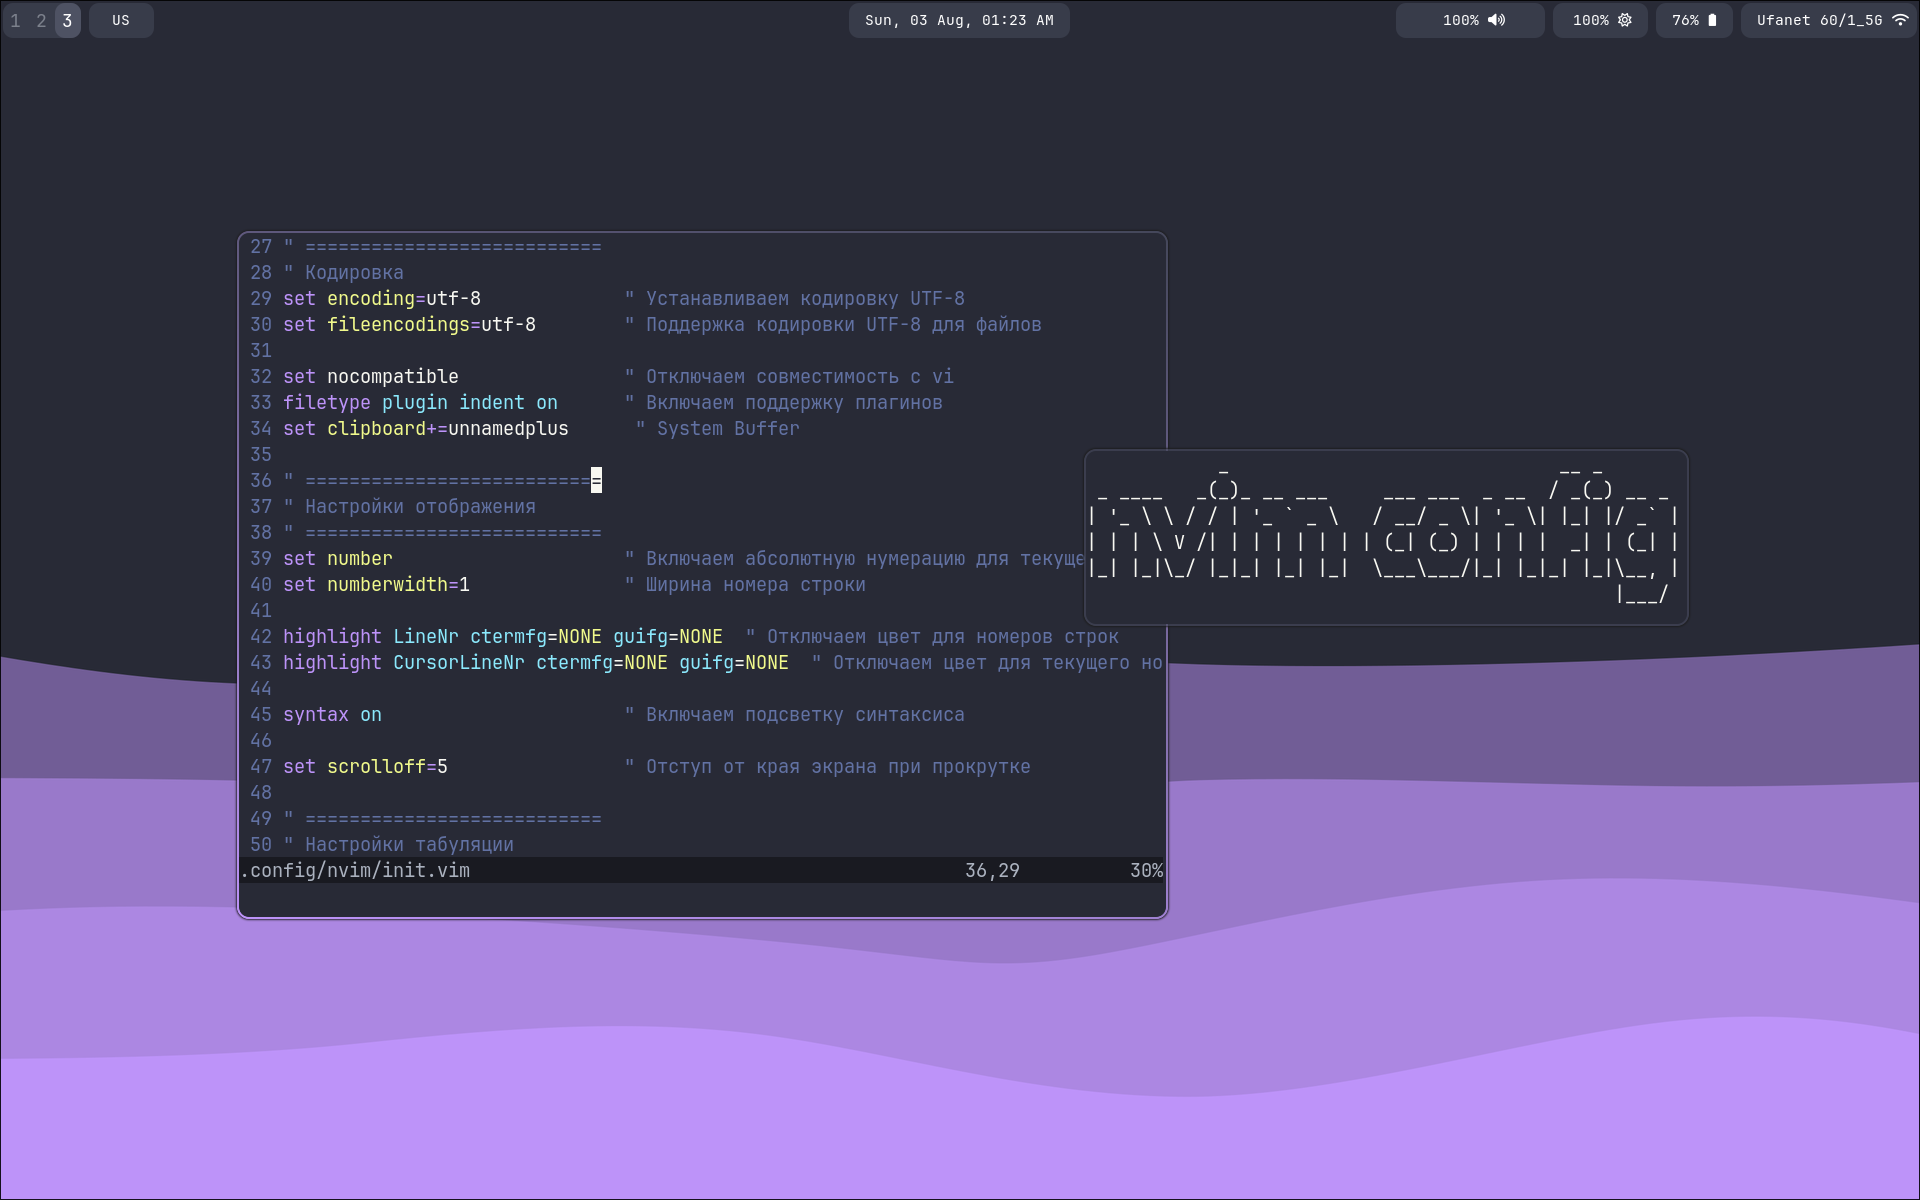 1 2 3 US Sun, 03 Aug, 01:23 AM 100% 100% 76% Ufanet 60/1_5G
27 " ===========================
28 " Кодировка
29 set encoding=utf-8             " Устанавливаем кодировку UTF-8
30 set fileencodings=utf-8        " Поддержка кодировки UTF-8 для файлов
31
32 set nocompatible               " Отключаем совместимость с vi
33 filetype plugin indent on      " Включаем поддержку плагинов
34 set clipboard+=unnamedplus      " System Buffer
35
36 " ===========================
37 " Настройки отображения
38 " ===========================
39 set number                     " Включаем абсолютную нумерацию для текуще
40 set numberwidth=1              " Ширина номера строки
41
42 highlight LineNr ctermfg=NONE guifg=NONE  " Отключаем цвет для номеров строк
43 highlight CursorLineNr ctermfg=NONE guifg=NONE  " Отключаем цвет для текущего но
44
45 syntax on                      " Включаем подсветку синтаксиса
46
47 set scrolloff=5                " Отступ от края экрана при прокрутке
48
49 " ===========================
50 " Настройки табуляции
.config/nvim/init.vim 36,29 30%
nvim config